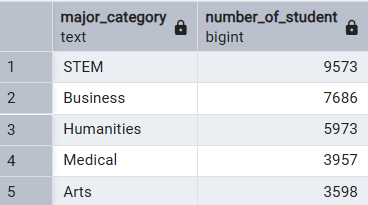 major_category number_of_student
text bigint
1 STEM 9573
2 Business 7686
3 Humanities 5973
4 Medical 3957
5 Arts 3598